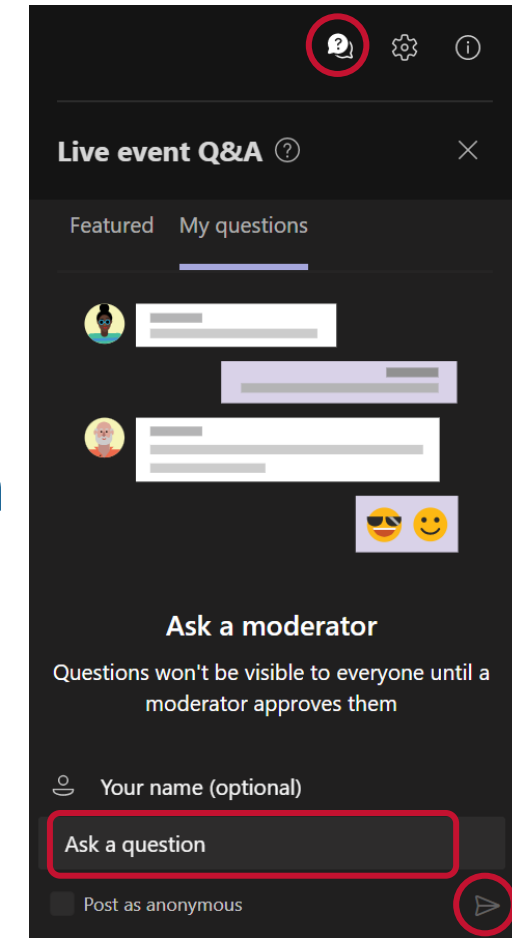 Live event Q&A
Featured My questions
Ask a moderator
Questions won't be visible to everyone until a
moderator approves them
Your name (optional)
Ask a question
Post as anonymous